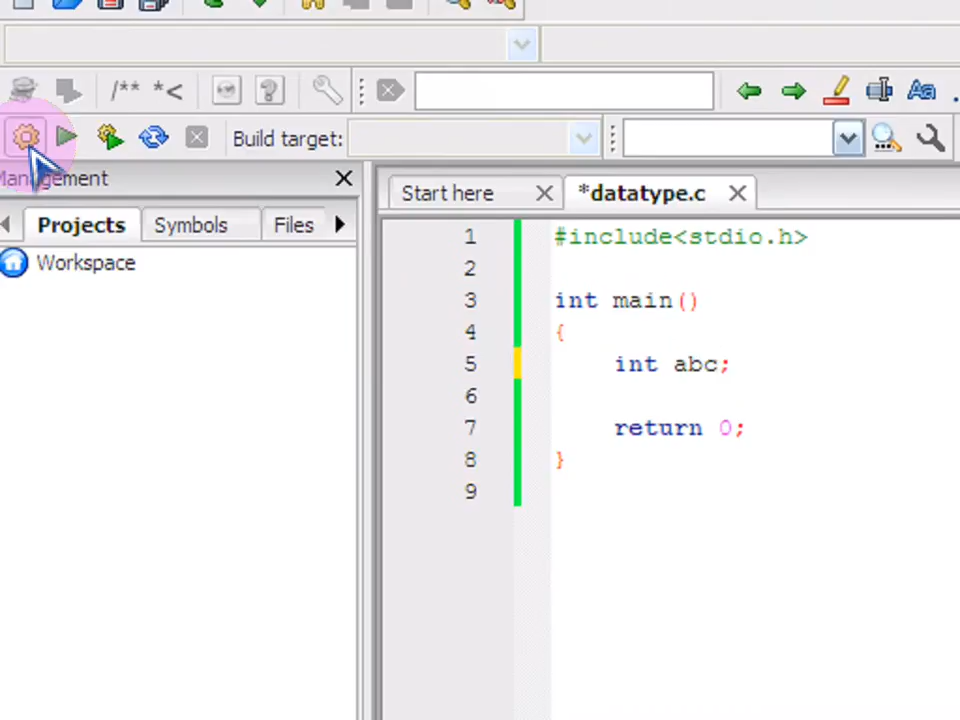 /** *<
Build target:
Management
Projects Symbols Files
Workspace
Start here *datatype.c
1 #include<stdio.h>
2
3 int main()
4 {
5 int abc;
6
7 return 0;
8 }
9